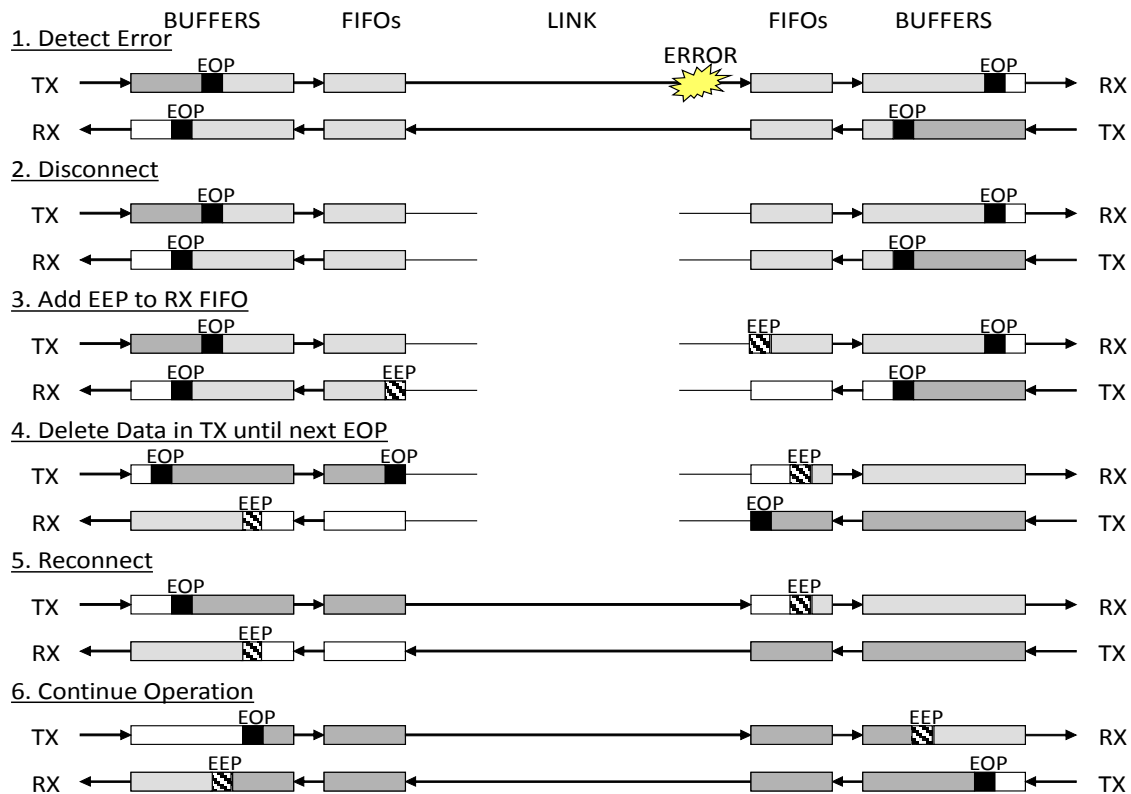 BUFFERS FIFOs LINK FIFOs BUFFERS
1. Detect Error
ERROR
EOP EOP
TX RX
EOP EOP
RX TX
2. Disconnect
EOP EOP
TX RX
EOP EOP
RX TX
3. Add EEP to RX FIFO
EOP EEP EOP
TX RX
EOP EEP EOP
RX TX
4. Delete Data in TX until next EOP
EOP EOP EEP
TX RX
EEP EOP
RX TX
5. Reconnect
EOP EEP
TX RX
EEP
RX TX
6. Continue Operation
EOP EEP
TX RX
EEP EOP
RX TX